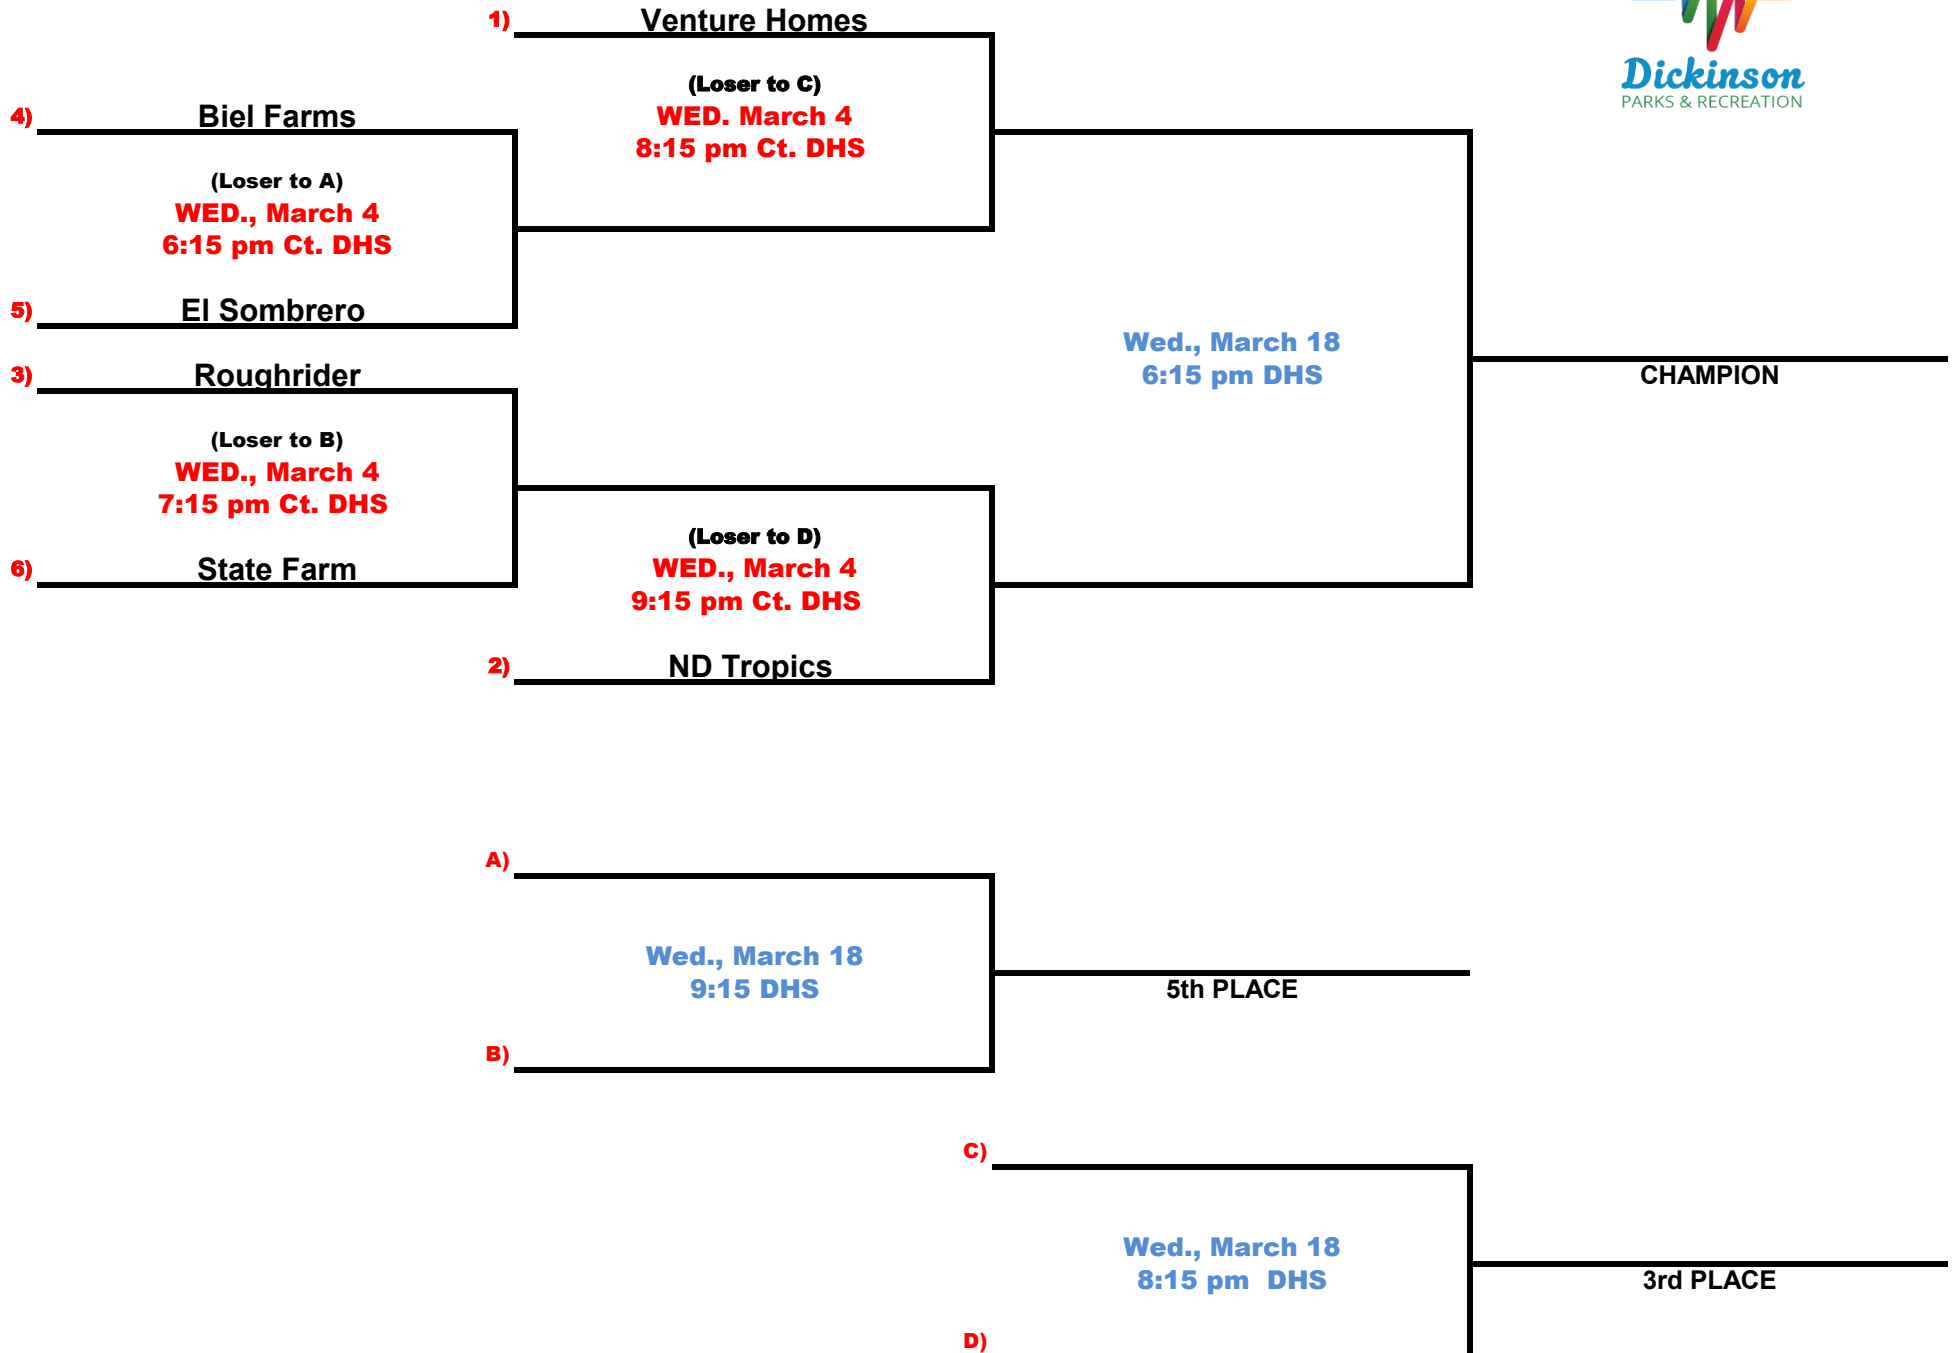 1) Venture Homes
Dickinson
PARKS & RECREATION
(Loser to C)
WED. March 4
8:15 pm Ct. DHS
4) Biel Farms
(Loser to A)
WED., March 4
6:15 pm Ct. DHS
5) El Sombrero
Wed., March 18
6:15 pm DHS
CHAMPION
3) Roughrider
(Loser to B)
WED., March 4
7:15 pm Ct. DHS
6) State Farm
(Loser to D)
WED., March 4
9:15 pm Ct. DHS
2) ND Tropics
A)
Wed., March 18
9:15 DHS
5th PLACE
B)
C)
Wed., March 18
8:15 pm  DHS
3rd PLACE
D)